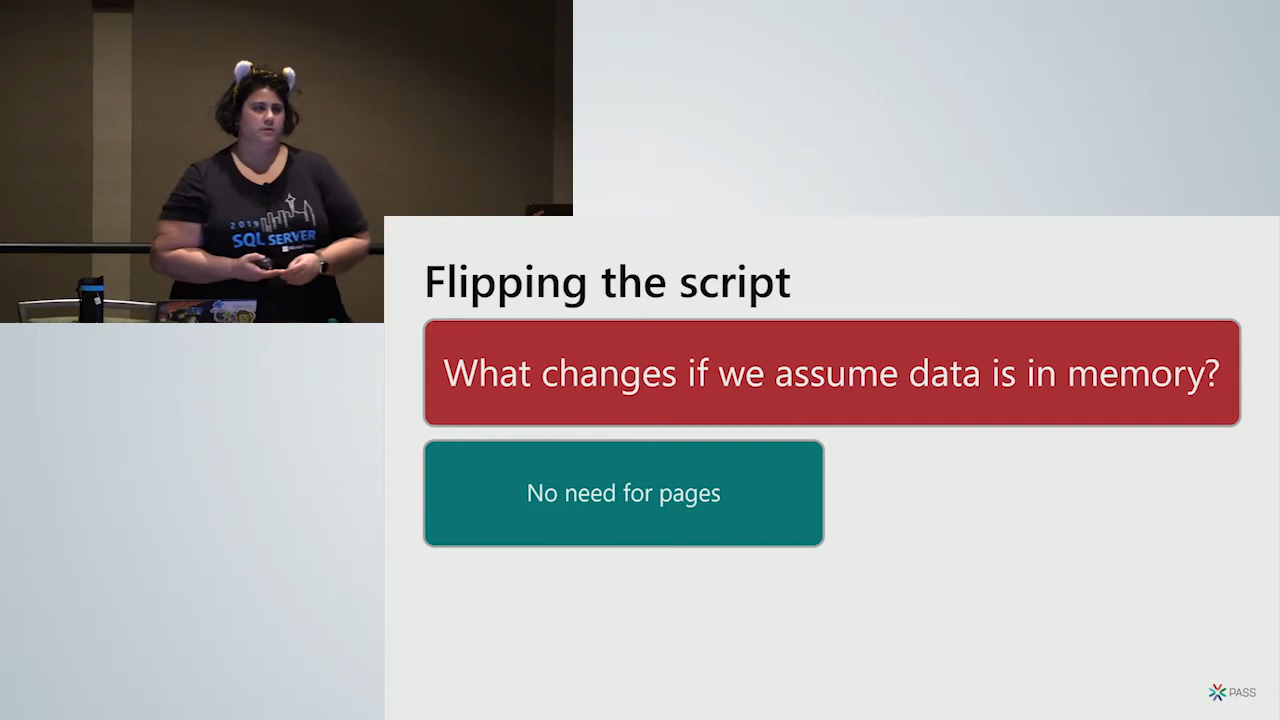 2019
SQL SERVER
Flipping the script
What changes if we assume data is in memory?
No need for pages
PASS